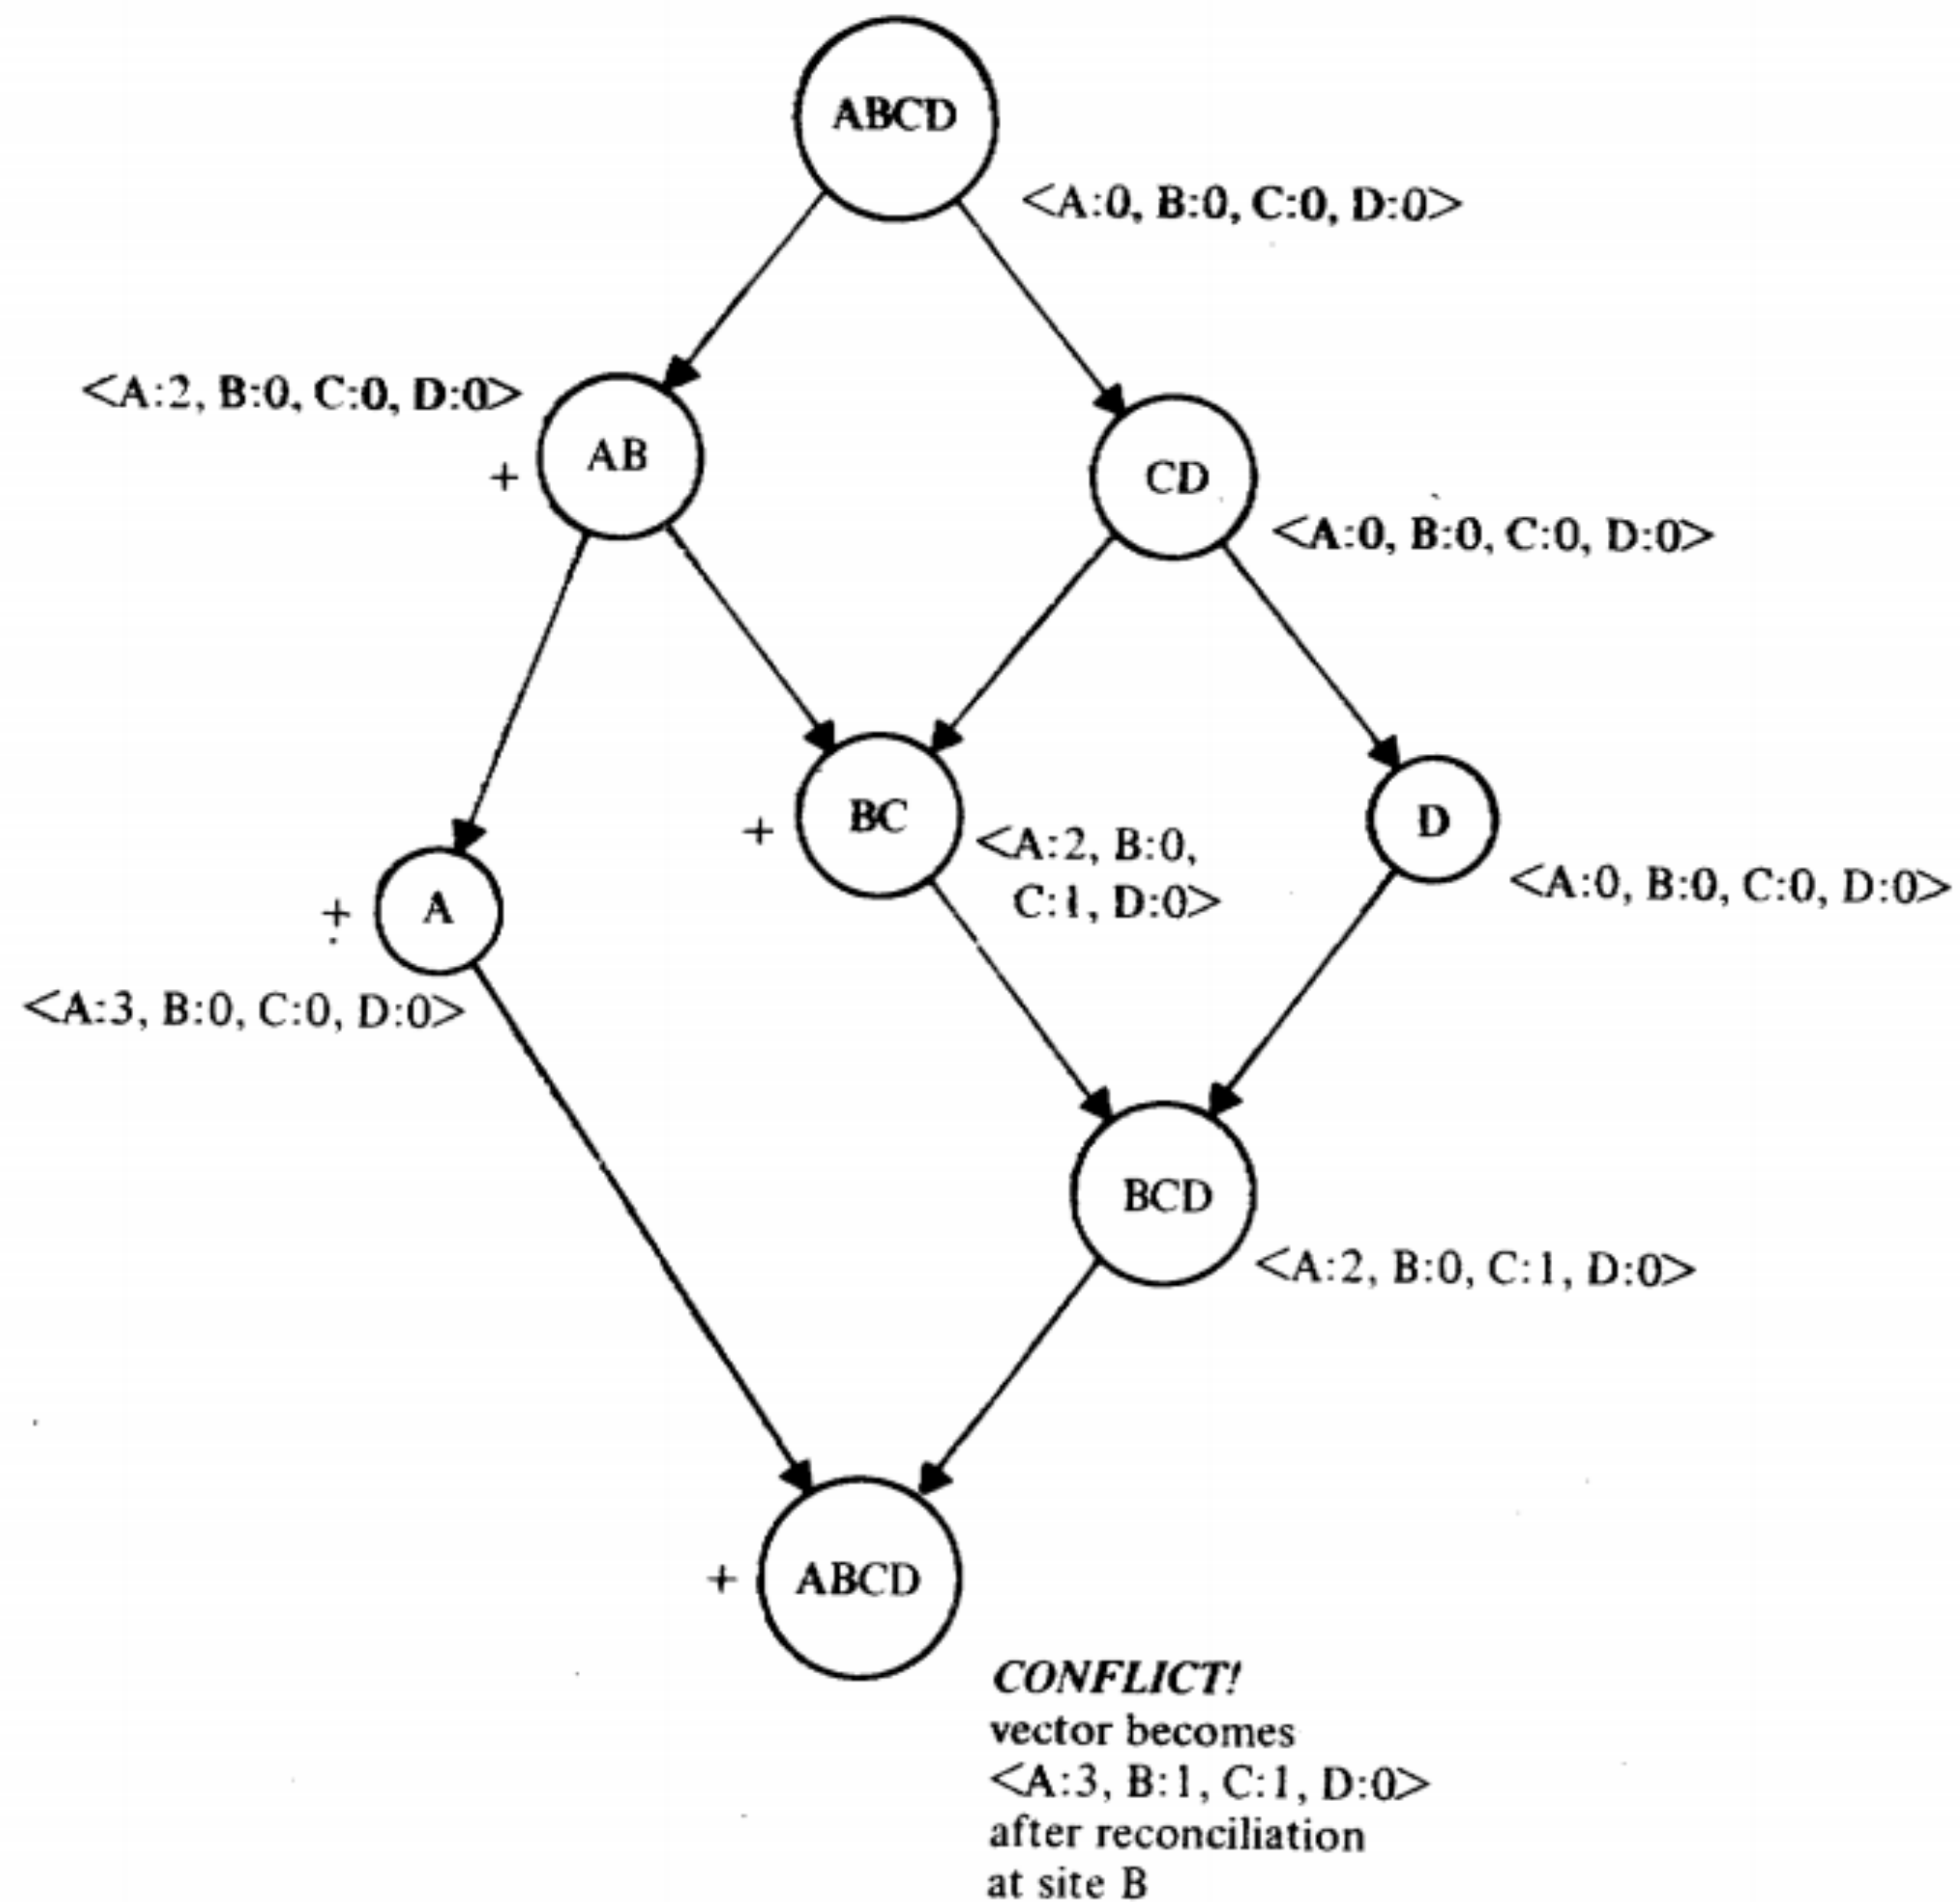 ABCD
<A:0, B:0, C:0, D:0>
<A:2, B:0, C:0, D:0>
+
AB
CD
<A:0, B:0, C:0, D:0>
+
BC
<A:2, B:0,
C:1, D:0>
D
<A:0, B:0, C:0, D:0>
+
A
<A:3, B:0, C:0, D:0>
BCD
<A:2, B:0, C:1, D:0>
+
ABCD
CONFLICT!
vector becomes
<A:3, B:1, C:1, D:0>
after reconciliation
at site B